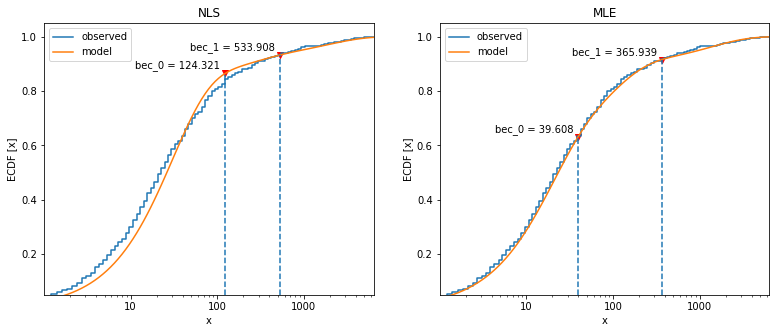 NLS
observed
model
bec_1 = 533.908
bec_0 = 124.321
ECDF [x]
1.0
0.8
0.6
0.4
0.2
10
100
1000
x
MLE
observed
model
bec_1 = 365.939
bec_0 = 39.608
ECDF [x]
1.0
0.8
0.6
0.4
0.2
10
100
1000
x